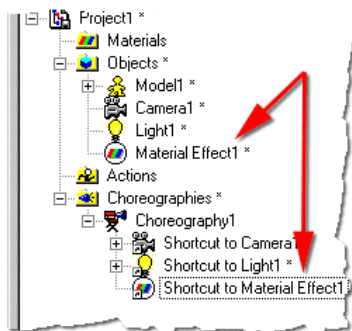 Project1 *
Materials
Objects *
Model1 *
Camera1 *
Light1 *
Material Effect1 *
Actions
Choreographies *
Choreography1
Shortcut to Camera1
Shortcut to Light1 *
Shortcut to Material Effect1